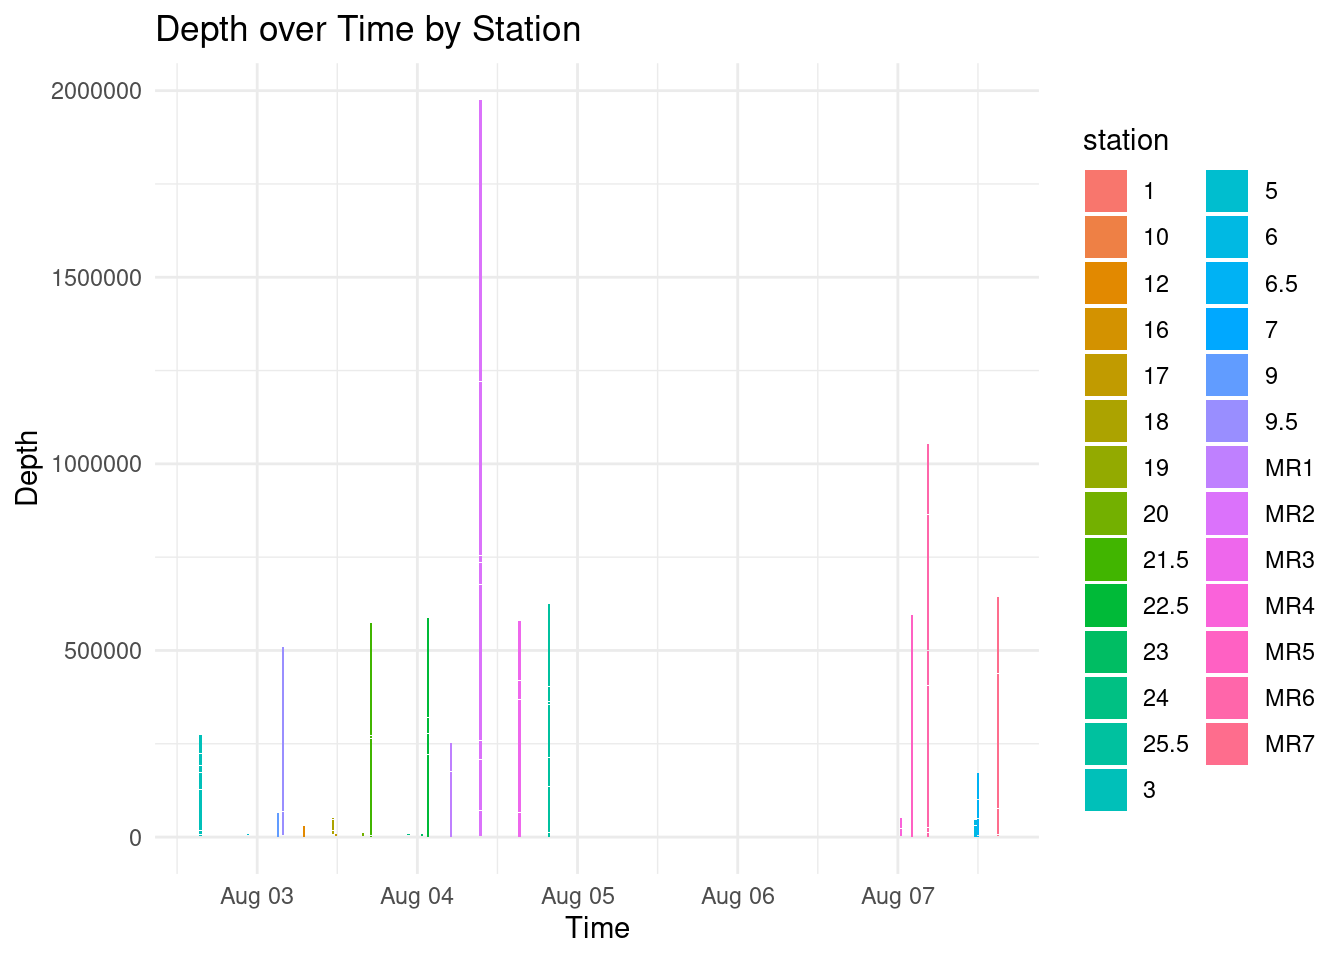 Depth over Time by Station
2000000
1500000
1000000
500000
0
Depth
Aug 03
Aug 04
Aug 05
Aug 06
Aug 07
Time
station
1
10
12
16
17
18
19
20
21.5
22.5
23
24
25.5
3
5
6
6.5
7
9
9.5
MR1
MR2
MR3
MR4
MR5
MR6
MR7